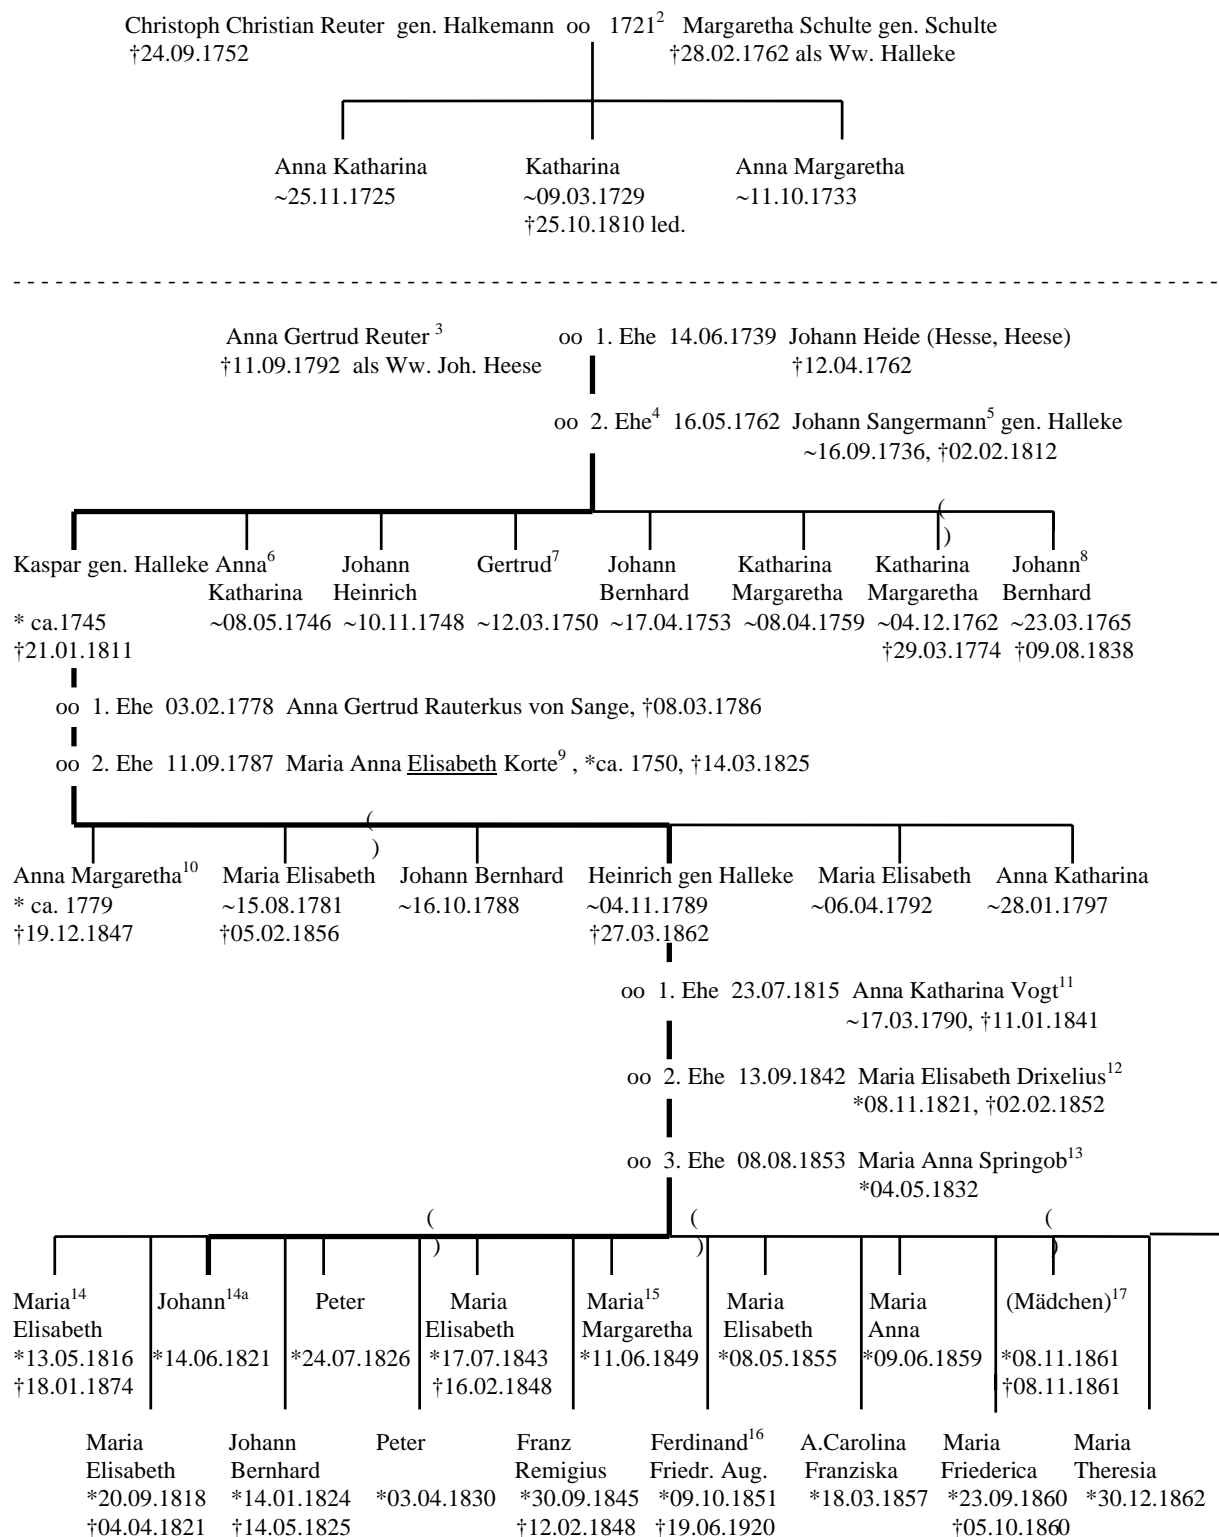 Christoph Christian Reuter gen. Halkemann oo 1721² Margaretha Schulte gen. Schulte
†24.09.1752 †28.02.1762 als Ww. Halleke
Anna Katharina Katharina Anna Margaretha
~25.11.1725 ~09.03.1729 ~11.10.1733
†25.10.1810 led.
Anna Gertrud Reuter ³ oo 1. Ehe 14.06.1739 Johann Heide (Hesse, Heese)
†11.09.1792 als Ww. Joh. Heese †12.04.1762
oo 2. Ehe⁴ 16.05.1762 Johann Sangermann⁵ gen. Halleke
~16.09.1736, †02.02.1812
(
)
Kaspar gen. Halleke Anna⁶ Johann Gertrud⁷ Johann Katharina Katharina Johann⁸
Katharina Heinrich Bernhard Margaretha Margaretha Bernhard
* ca.1745 ~08.05.1746 ~10.11.1748 ~12.03.1750 ~17.04.1753 ~08.04.1759 ~04.12.1762 ~23.03.1765
†21.01.1811 †29.03.1774 †09.08.1838
oo 1. Ehe 03.02.1778 Anna Gertrud Rauterkus von Sange, †08.03.1786
oo 2. Ehe 11.09.1787 Maria Anna Elisabeth Korte⁹ , *ca. 1750, †14.03.1825
(
)
Anna Margaretha¹⁰ Maria Elisabeth Johann Bernhard Heinrich gen Halleke Maria Elisabeth Anna Katharina
* ca. 1779 ~15.08.1781 ~16.10.1788 ~04.11.1789 ~06.04.1792 ~28.01.1797
†19.12.1847 †05.02.1856 †27.03.1862
oo 1. Ehe 23.07.1815 Anna Katharina Vogt¹¹
~17.03.1790, †11.01.1841
oo 2. Ehe 13.09.1842 Maria Elisabeth Drixelius¹²
*08.11.1821, †02.02.1852
oo 3. Ehe 08.08.1853 Maria Anna Springob¹³
*04.05.1832
( ( (
) ) )
Maria¹⁴ Johann¹⁴ᵃ Peter Maria Maria¹⁵ Maria Maria (Mädchen)¹⁷
Elisabeth Elisabeth Margaretha Elisabeth Anna
*13.05.1816 *14.06.1821 *24.07.1826 *17.07.1843 *11.06.1849 *08.05.1855 *09.06.1859 *08.11.1861
†18.01.1874 †16.02.1848 †08.11.1861
Maria Johann Peter Franz Ferdinand¹⁶ A.Carolina Maria Maria
Elisabeth Bernhard Remigius Friedr. Aug. Franziska Friederica Theresia
*20.09.1818 *14.01.1824 *03.04.1830 *30.09.1845 *09.10.1851 *18.03.1857 *23.09.1860 *30.12.1862
†04.04.1821 †14.05.1825 †12.02.1848 †19.06.1920 †05.10.1860